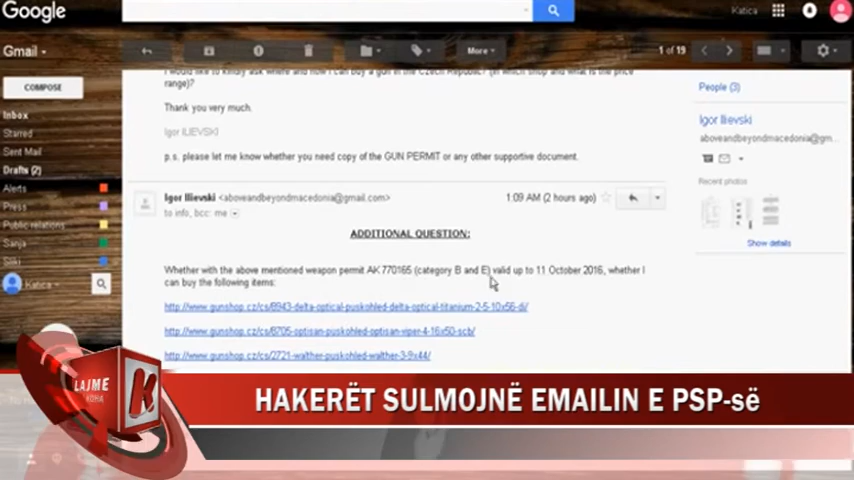 Google
Katica
Gmail
More
1 of 19
COMPOSE
Inbox
Starred
Sent Mail
Drafts (2)
Alerts
Press
Public relations
Sanja
Sliki
Katica
I would like to kindly ask where and how I can buy a gun in the Czech Republic? (in which shop and what is the price
range)?
Thank you very much.
Igor ILIEVSKI
p.s. please let me know whether you need copy of the GUN PERMIT or any other supportive document.
Igor Ilievski <aboveandbeyondmacedonia@gmail.com>
1:09 AM (2 hours ago)
to info, bcc: me
ADDITIONAL QUESTION:
Whether with the above mentioned weapon permit AK 770165 (category B and E) valid up to 11 October 2016, whether I
can buy the following items:
http://www.gunshop.cz/cs/8943-delta-optical-puskohled-delta-optical-titanium-2-5-10x56-di/
http://www.gunshop.cz/cs/8705-optisan-puskohled-optisan-viper-4-16x50-scb/
http://www.gunshop.cz/cs/2721-walther-puskohled-walther-3-9x44/
People (3)
Igor Ilievski
aboveandbeyondmacedonia@gm...
Recent photos
Show details
LAJME
KOHA
K
HAKERËT SULMOJNË EMAILIN E PSP-së